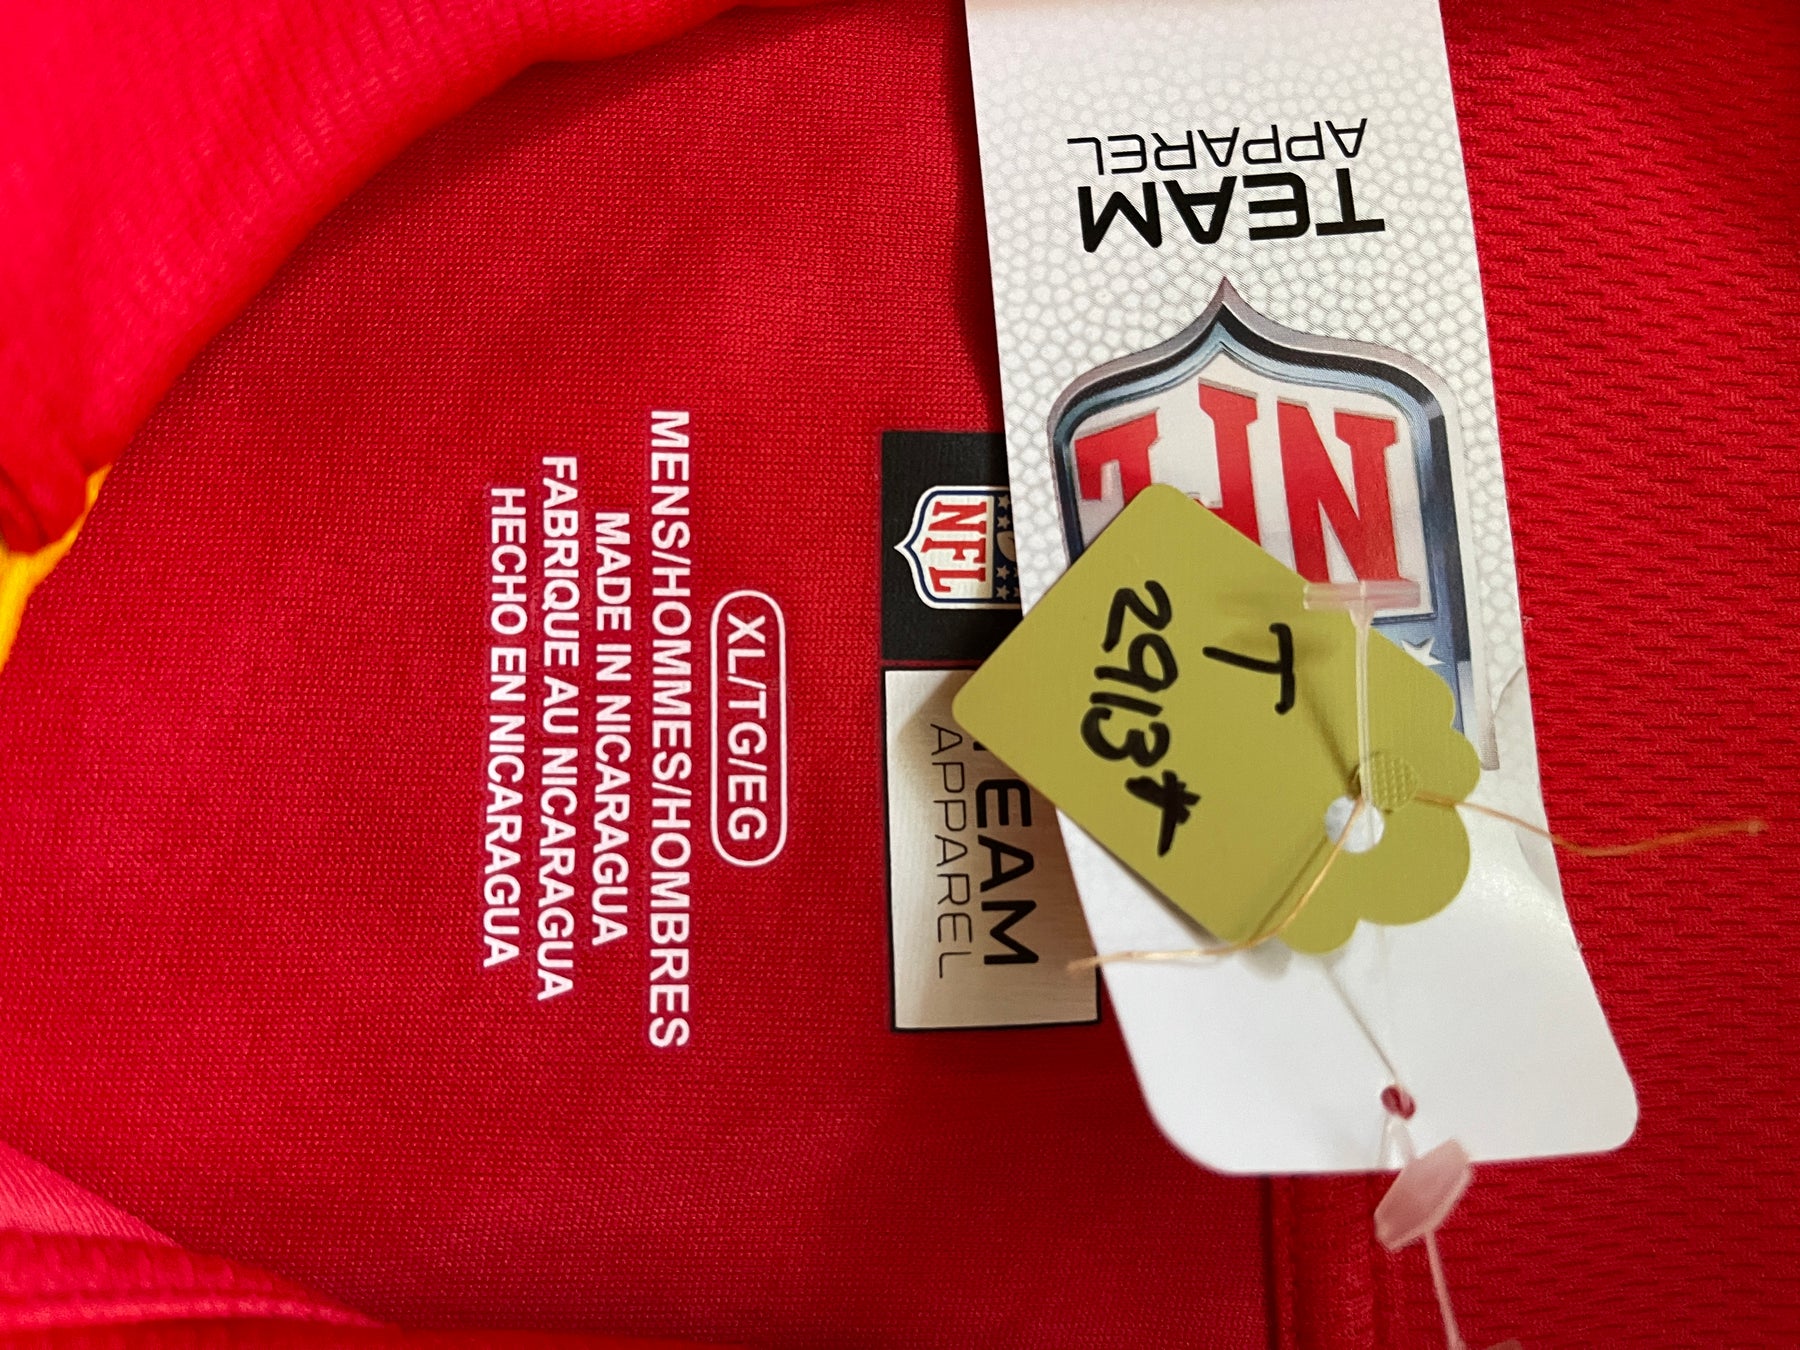 TEAM
APPAREL
NFL
NFL
TEAM
APPAREL
T
2913*
XL/TG/EG
MENS/HOMMES/HOMBRES
MADE IN NICARAGUA
FABRIQUE AU NICARAGUA
HECHO EN NICARAGUA